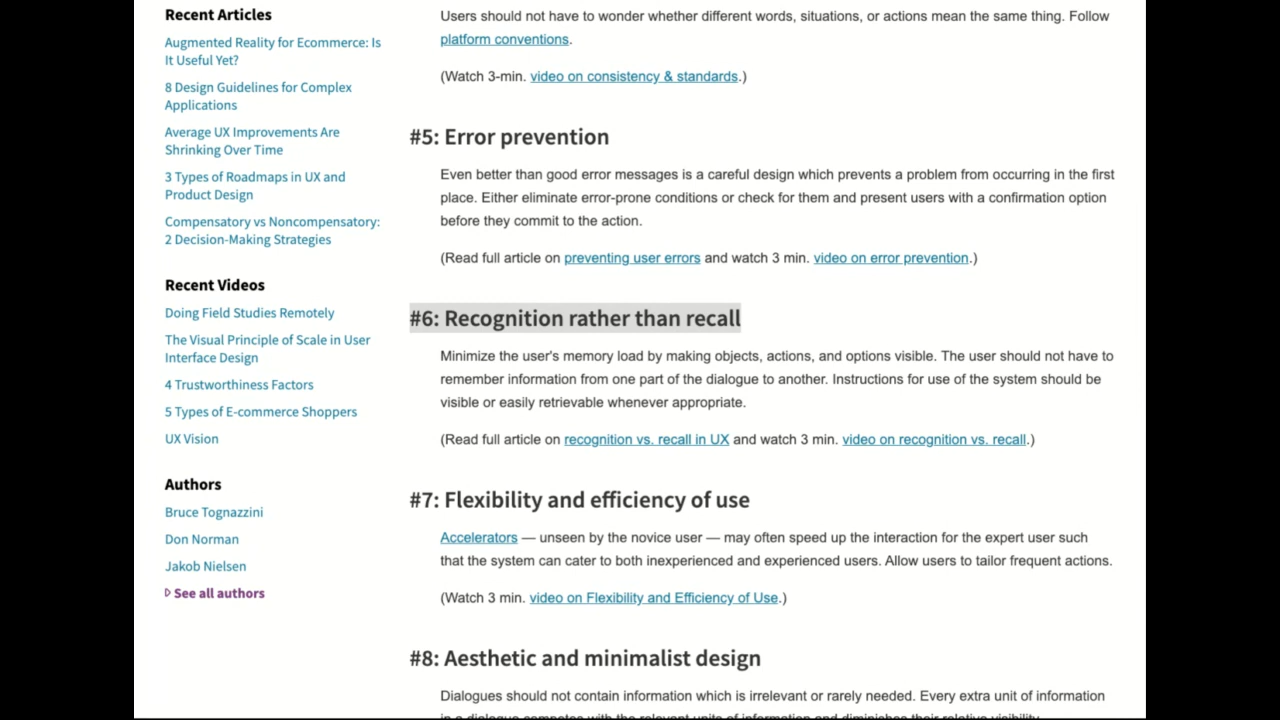 Recent Articles
Augmented Reality for Ecommerce: Is
It Useful Yet?
8 Design Guidelines for Complex
Applications
Average UX Improvements Are
Shrinking Over Time
3 Types of Roadmaps in UX and
Product Design
Compensatory vs Noncompensatory:
2 Decision-Making Strategies
Recent Videos
Doing Field Studies Remotely
The Visual Principle of Scale in User
Interface Design
4 Trustworthiness Factors
5 Types of E-commerce Shoppers
UX Vision
Authors
Bruce Tognazzini
Don Norman
Jakob Nielsen
See all authors
Users should not have to wonder whether different words, situations, or actions mean the same thing. Follow
platform conventions.
(Watch 3-min. video on consistency & standards.)
#5: Error prevention
Even better than good error messages is a careful design which prevents a problem from occurring in the first
place. Either eliminate error-prone conditions or check for them and present users with a confirmation option
before they commit to the action.
(Read full article on preventing user errors and watch 3 min. video on error prevention.)
#6: Recognition rather than recall
Minimize the user's memory load by making objects, actions, and options visible. The user should not have to
remember information from one part of the dialogue to another. Instructions for use of the system should be
visible or easily retrievable whenever appropriate.
(Read full article on recognition vs. recall in UX and watch 3 min. video on recognition vs. recall.)
#7: Flexibility and efficiency of use
Accelerators — unseen by the novice user — may often speed up the interaction for the expert user such
that the system can cater to both inexperienced and experienced users. Allow users to tailor frequent actions.
(Watch 3 min. video on Flexibility and Efficiency of Use.)
#8: Aesthetic and minimalist design
Dialogues should not contain information which is irrelevant or rarely needed. Every extra unit of information
in a dialogue competes with the relevant units of information and diminishes their relative visibility.